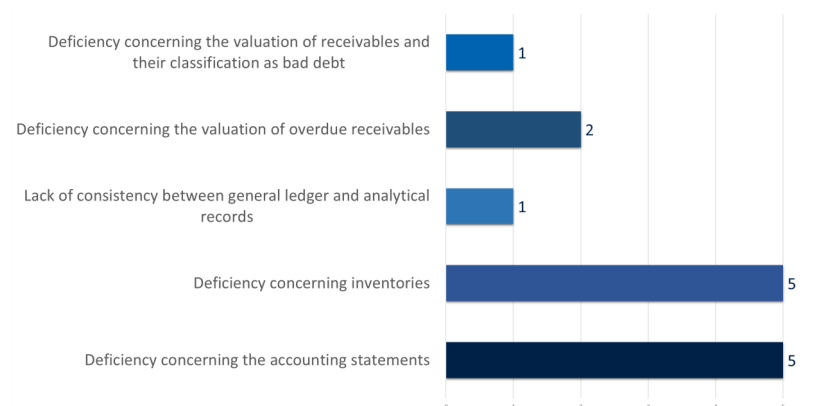 Deficiency concerning the valuation of receivables and
their classification as bad debt
1
Deficiency concerning the valuation of overdue receivables
2
Lack of consistency between general ledger and analytical
records
1
Deficiency concerning inventories
5
Deficiency concerning the accounting statements
5